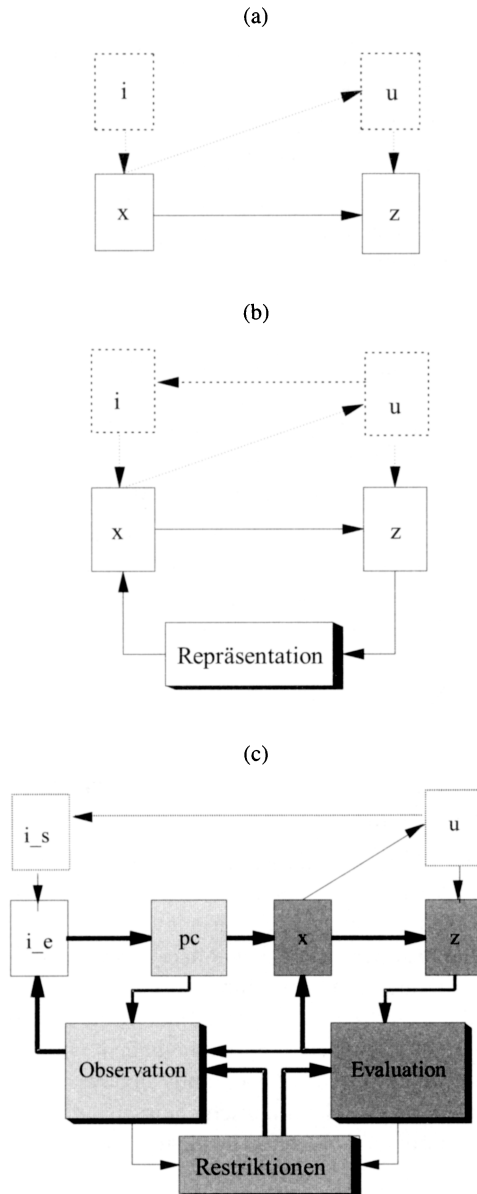 (a)
i
u
x
z
(b)
i
u
x
z
Repräsentation
(c)
i_s
u
i_e
pc
x
z
Observation
Evaluation
Restriktionen